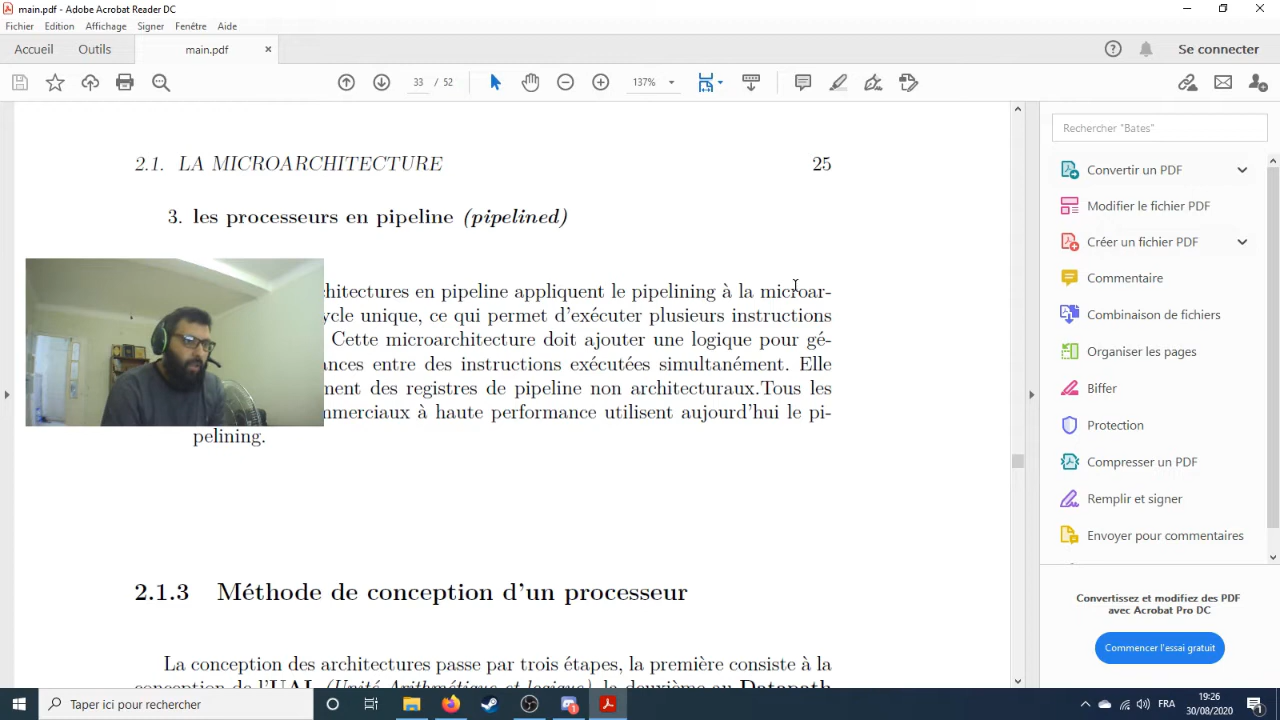 main.pdf - Adobe Acrobat Reader DC
Fichier Edition Affichage Signer Fenêtre Aide
Accueil Outils main.pdf × Se connecter
33 / 52 137%
2.1. LA MICROARCHITECTURE 25
3. les processeurs en pipeline (pipelined)
hitectures en pipeline appliquent le pipelining à la microar-
ycle unique, ce qui permet d'exécuter plusieurs instructions
Cette microarchitecture doit ajouter une logique pour gé-
ances entre des instructions exécutées simultanément. Elle
ment des registres de pipeline non architecturaux.Tous les
mmerciaux à haute performance utilisent aujourd'hui le pi-
pelining.
2.1.3 Méthode de conception d'un processeur
La conception des architectures passe par trois étapes, la première consiste à la
conception de l'UAL (Unité Arithmétique et logique), la deuxième au Datapath
Rechercher "Bates"
Convertir un PDF
Modifier le fichier PDF
Créer un fichier PDF
Commentaire
Combinaison de fichiers
Organiser les pages
Biffer
Protection
Compresser un PDF
Remplir et signer
Envoyer pour commentaires
Convertissez et modifiez des PDF
avec Acrobat Pro DC
Commencer l'essai gratuit
Taper ici pour rechercher
FRA
19:26
30/08/2020
1